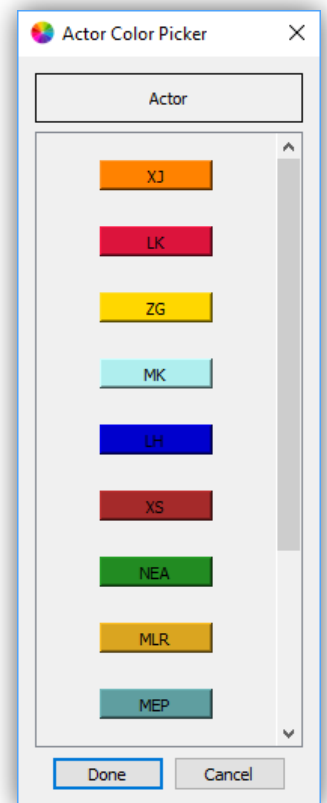 Actor Color Picker
Actor
XJ
LK
ZG
MK
LH
XS
NEA
MLR
MEP
Done Cancel